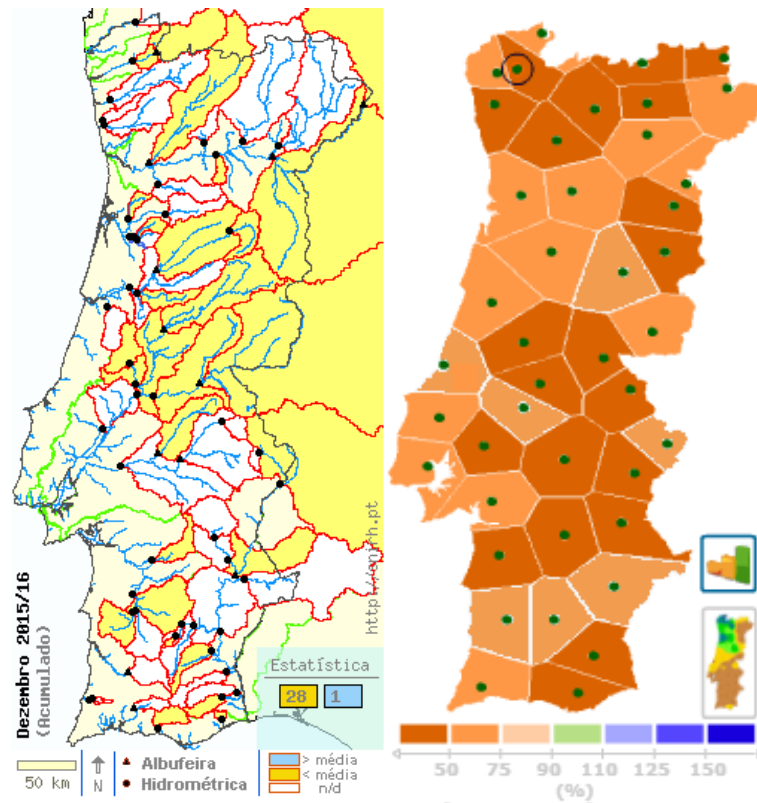 Dezembro 2015/16
(Acumulado)
http://snirh.pt
Estatística
28 1
50 km
N
Albufeira
Hidrométrica
> média
< média
n/d
50 75 90 110 125 150
(%)